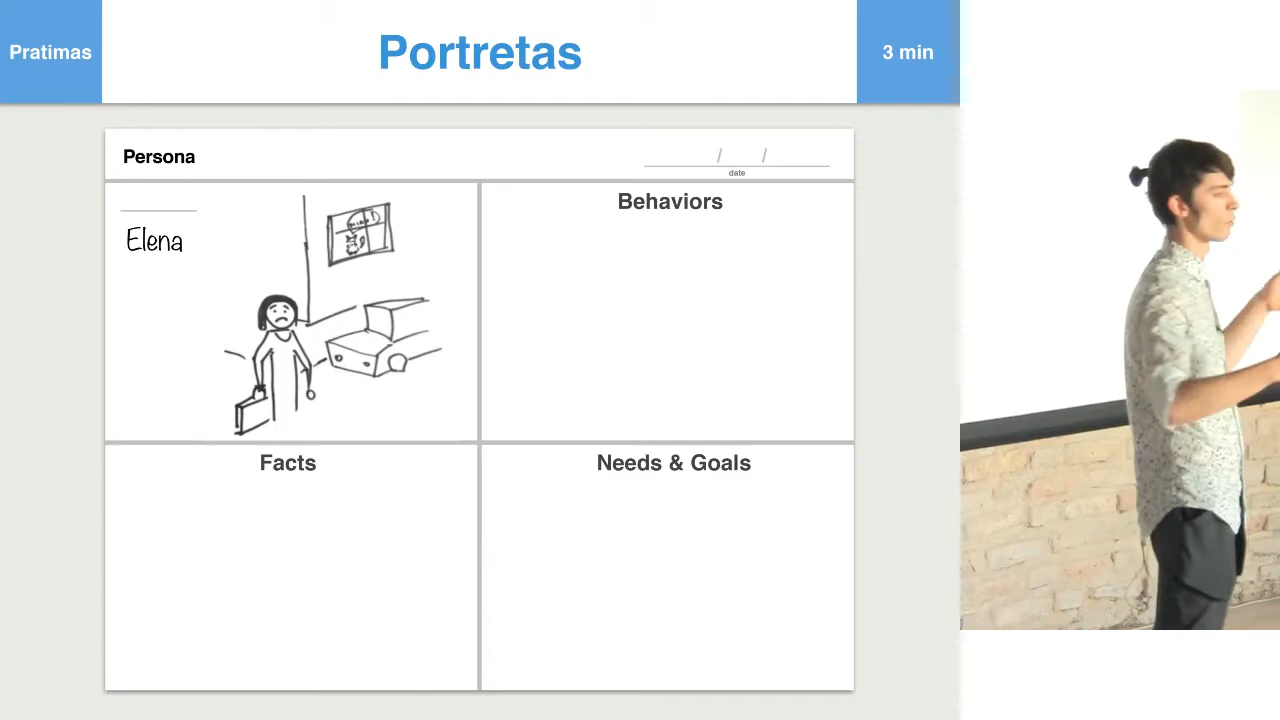 Pratimas
Portretas
3 min
Persona
/ /
date
Elena
Behaviors
Facts
Needs & Goals